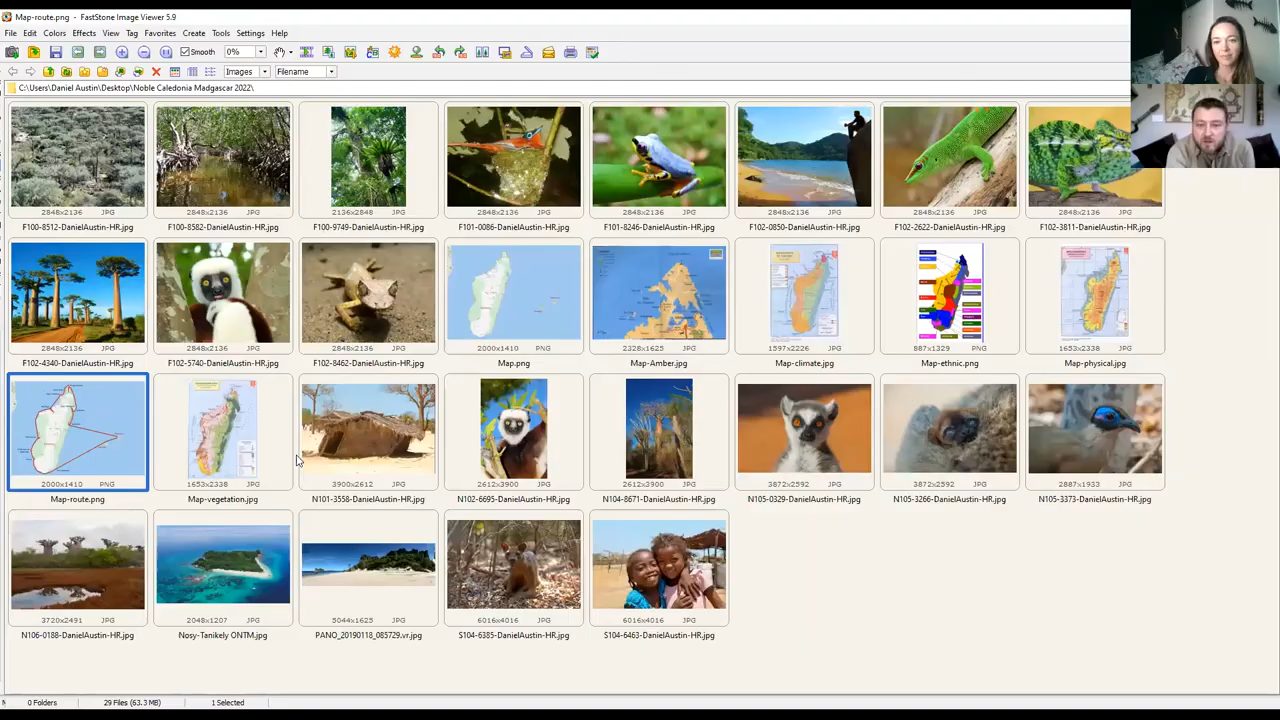 Map-route.png - FastStone Image Viewer 5.9
File Edit Colors Effects View Tag Favorites Create Tools Settings Help
Smooth 0%
Images Filename
C:\Users\Daniel Austin\Desktop\Noble Caledonia Madgascar 2022\
2848x2136 JPG 2848x2136 JPG 2136x2848 JPG 2848x2136 JPG 2848x2136 JPG 2848x2136 JPG 2848x2136 JPG 2848x2136 JPG
F100-8512-DanielAustin-HR.jpg F100-8582-DanielAustin-HR.jpg F100-9749-DanielAustin-HR.jpg F101-0086-DanielAustin-HR.jpg F101-8246-DanielAustin-HR.jpg F102-0850-DanielAustin-HR.jpg F102-2622-DanielAustin-HR.jpg F102-3811-DanielAustin-HR.jpg
2848x2136 JPG 2848x2136 JPG 2848x2136 JPG 2000x1410 PNG 2328x1625 JPG 1597x2226 JPG 887x1329 PNG 1653x2338 JPG
F102-4340-DanielAustin-HR.jpg F102-5740-DanielAustin-HR.jpg F102-8462-DanielAustin-HR.jpg Map.png Map-Amber.jpg Map-climate.jpg Map-ethnic.png Map-physical.jpg
2000x1410 PNG 1653x2338 JPG 3900x2612 JPG 2612x3900 JPG 2612x3900 JPG 3872x2592 JPG 3872x2592 JPG 2887x1933 JPG
Map-route.png Map-vegetation.jpg N101-3558-DanielAustin-HR.jpg N102-6695-DanielAustin-HR.jpg N104-8671-DanielAustin-HR.jpg N105-0329-DanielAustin-HR.jpg N105-3266-DanielAustin-HR.jpg N105-3373-DanielAustin-HR.jpg
3720x2491 JPG 2048x1207 JPG 5044x1625 JPG 6016x4016 JPG 6016x4016 JPG
N106-0188-DanielAustin-HR.jpg Nosy-Tanikely ONTM.jpg PANO_20190118_085729.vr.jpg S104-6385-DanielAustin-HR.jpg S104-6463-DanielAustin-HR.jpg
0 Folders 29 Files (63.3 MB) 1 Selected